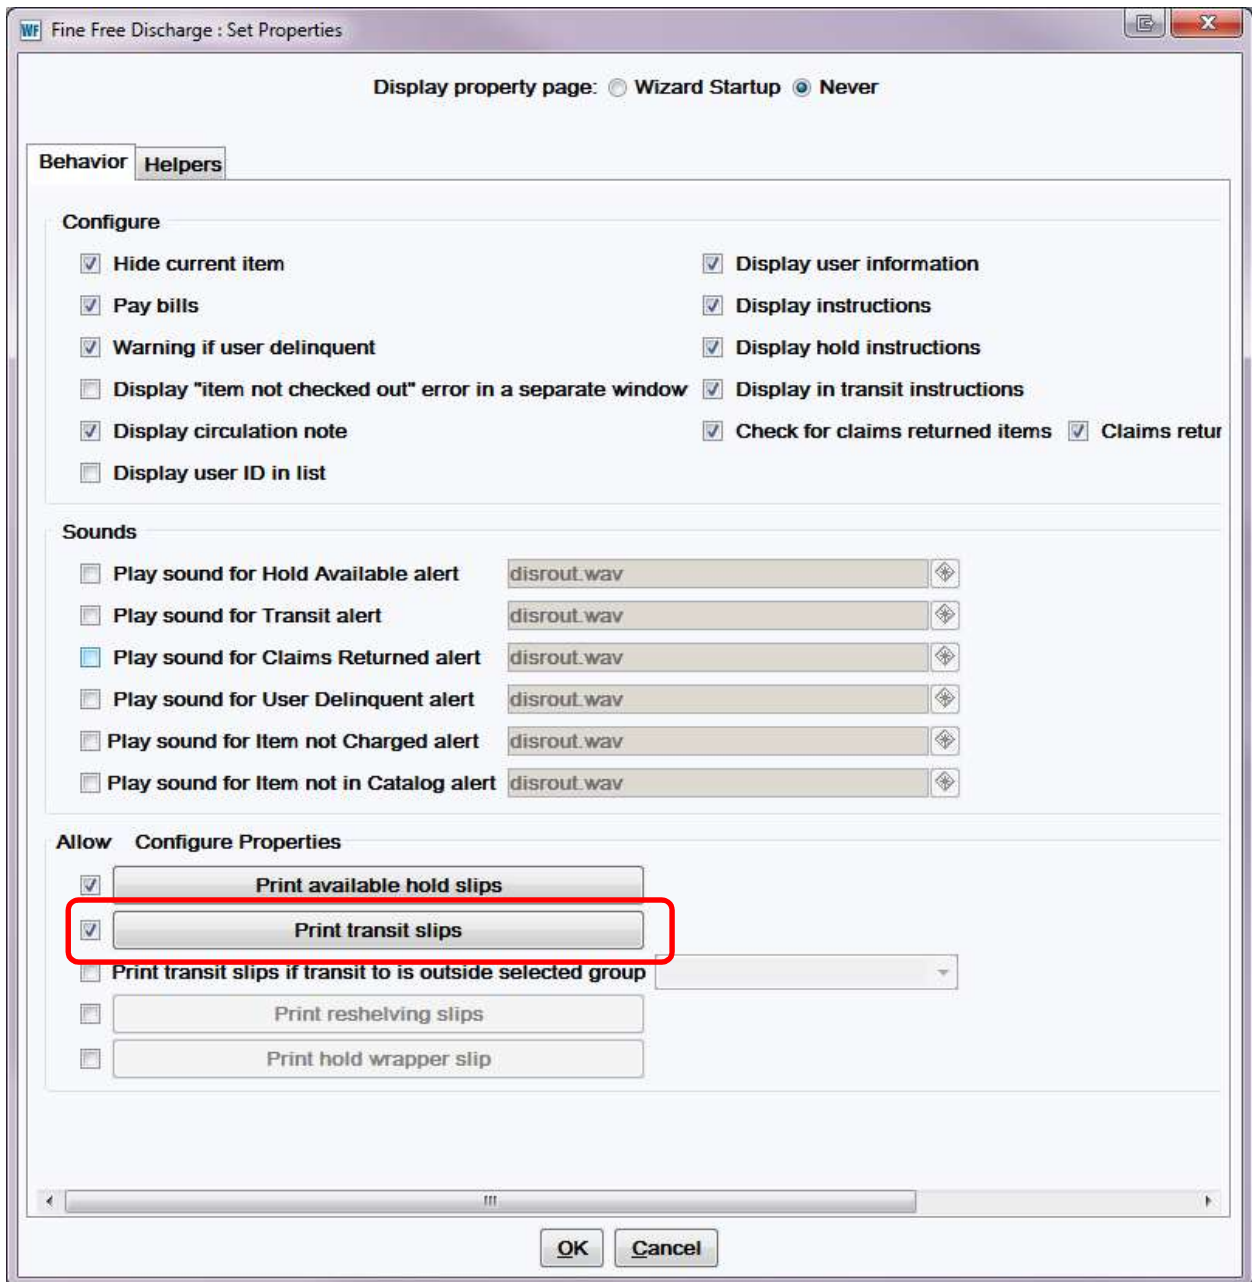 WF Fine Free Discharge : Set Properties
Display property page: Wizard Startup Never
Behavior Helpers
Configure
Hide current item Display user information
Pay bills Display instructions
Warning if user delinquent Display hold instructions
Display "item not checked out" error in a separate window Display in transit instructions
Display circulation note Check for claims returned items Claims retur
Display user ID in list
Sounds
Play sound for Hold Available alert disrout.wav
Play sound for Transit alert disrout.wav
Play sound for Claims Returned alert disrout.wav
Play sound for User Delinquent alert disrout.wav
Play sound for Item not Charged alert disrout.wav
Play sound for Item not in Catalog alert disrout.wav
Allow Configure Properties
Print available hold slips
Print transit slips
Print transit slips if transit to is outside selected group
Print reshelving slips
Print hold wrapper slip
OK Cancel